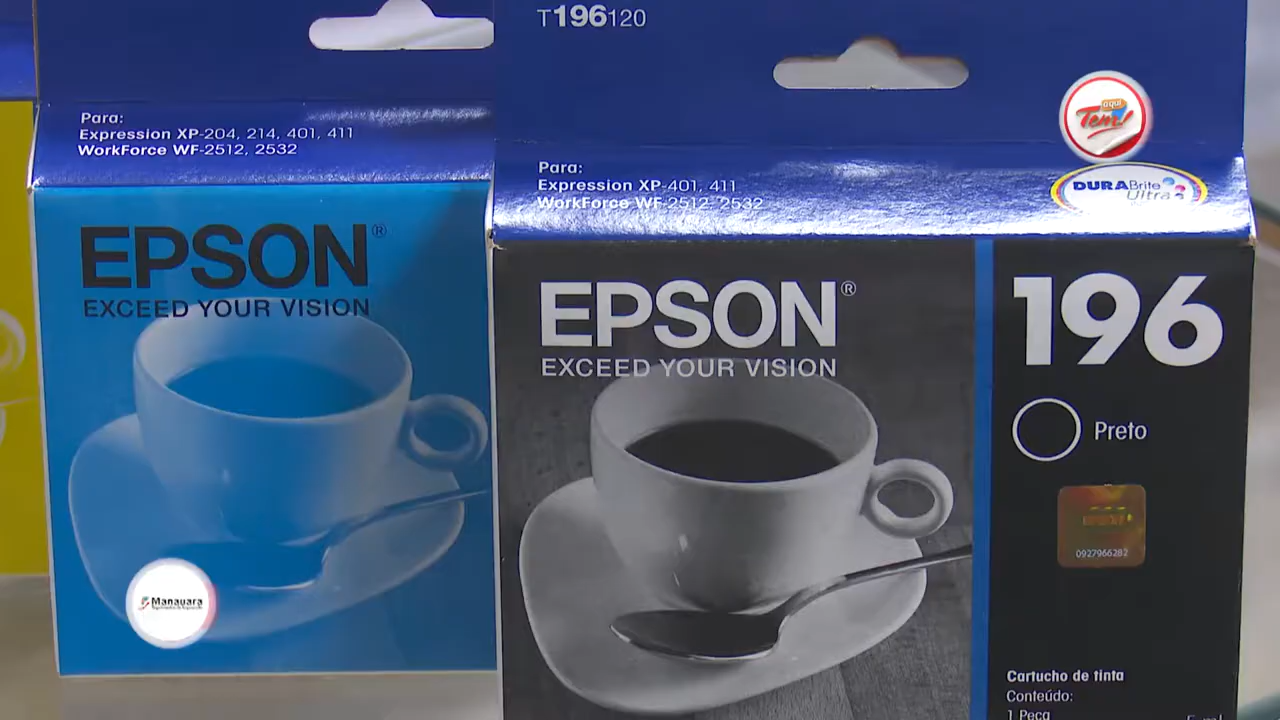 Para:
Expression XP-204, 214, 401, 411
WorkForce WF-2512, 2532
EPSON®
EXCEED YOUR VISION
Manauara
T196120
Para:
Expression XP-401, 411
WorkForce WF-2512, 2532
aqui
Tem!
DURABrite
Ultra
EPSON®
EXCEED YOUR VISION
196
Preto
EPSON
0927966282
Cartucho de tinta
Conteúdo:
1 Peça